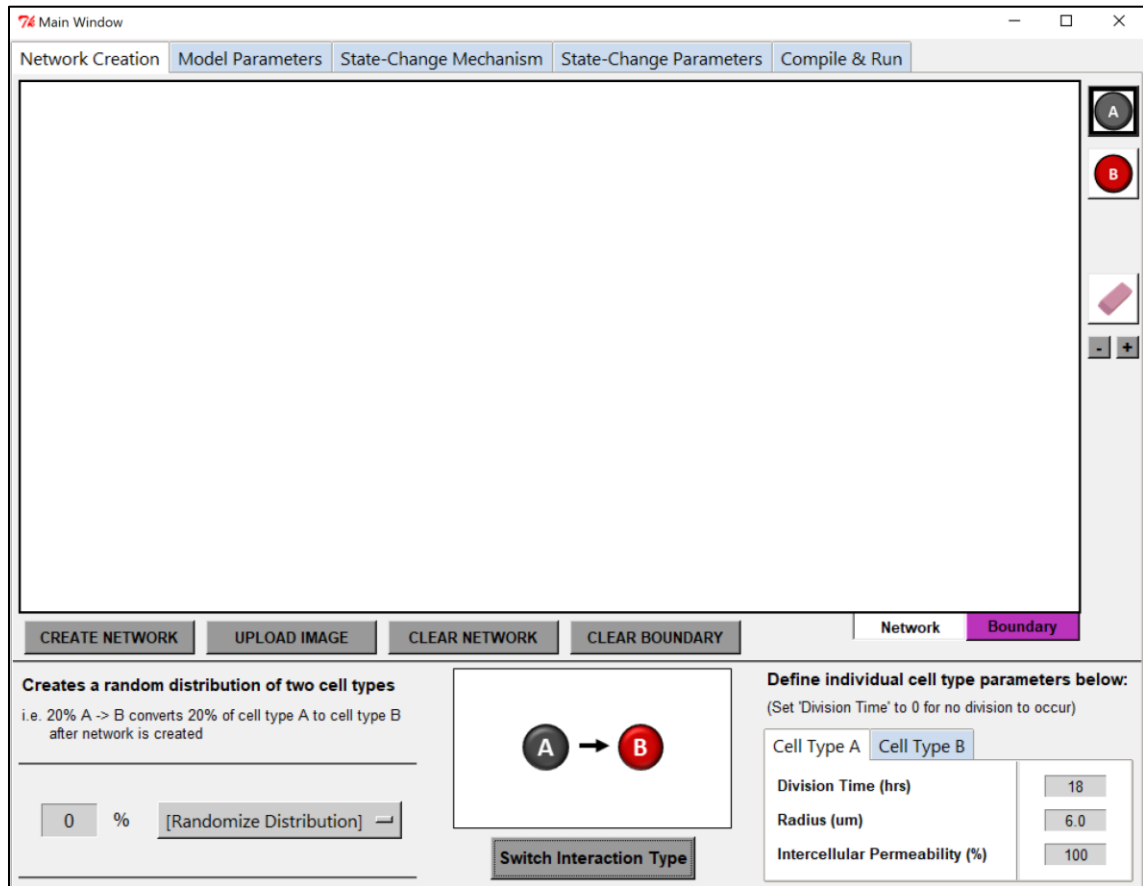 Main Window
Network Creation Model Parameters State-Change Mechanism State-Change Parameters Compile & Run
A
B
- +
CREATE NETWORK UPLOAD IMAGE CLEAR NETWORK CLEAR BOUNDARY Network Boundary
Creates a random distribution of two cell types
i.e. 20% A -> B converts 20% of cell type A to cell type B
after network is created
0 % [Randomize Distribution]
A B
Switch Interaction Type
Define individual cell type parameters below:
(Set 'Division Time' to 0 for no division to occur)
Cell Type A Cell Type B
Division Time (hrs) 18
Radius (um) 6.0
Intercellular Permeability (%) 100